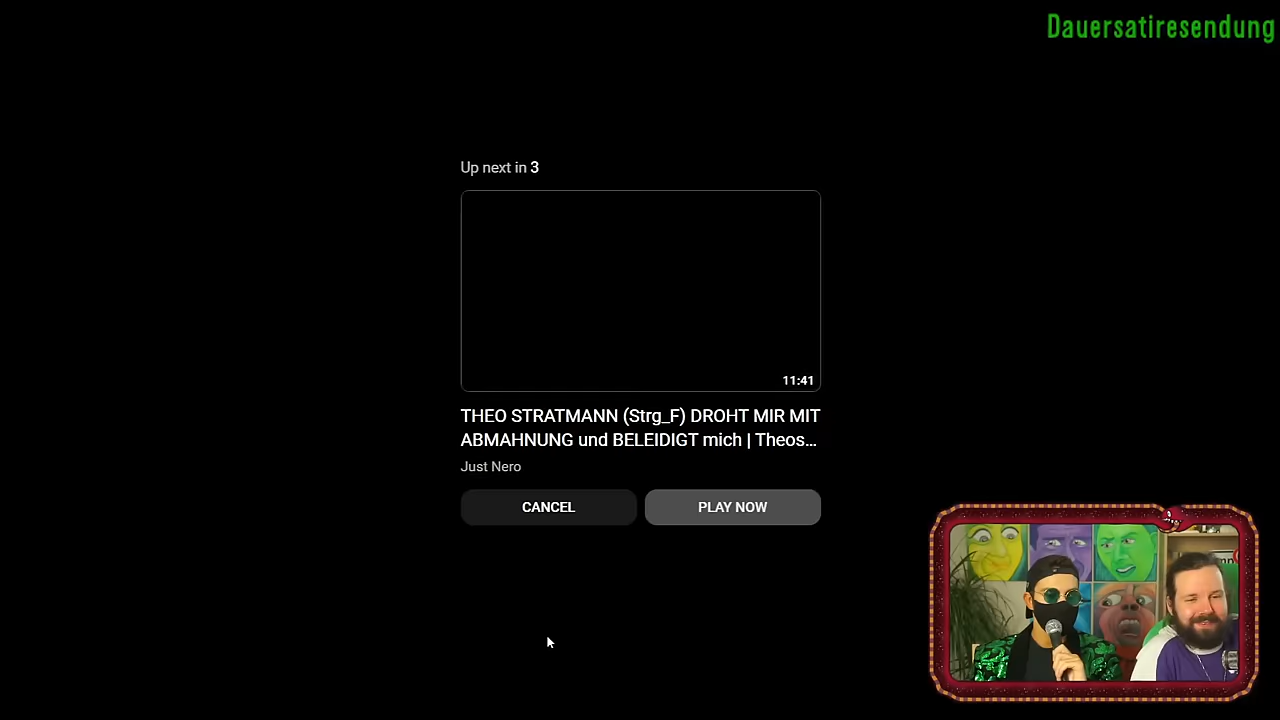 Dauersatiresendung
Up next in 3
11:41
THEO STRATMANN (Strg_F) DROHT MIR MIT
ABMAHNUNG und BELEIDIGT mich | Theos...
Just Nero
CANCEL
PLAY NOW